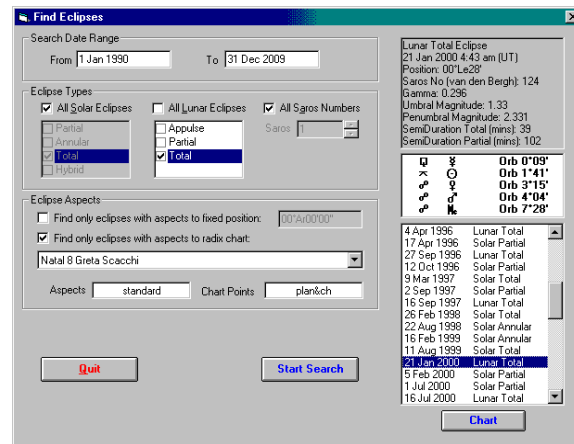 Find Eclipses
Search Date Range
From 1 Jan 1990 To 31 Dec 2009
Eclipse Types
All Solar Eclipses All Lunar Eclipses All Saros Numbers
Partial
Annular
Total
Hybrid
Appulse
Partial
Total
Saros 1
Eclipse Aspects
Find only eclipses with aspects to fixed position: 00°Ar00'00"
Find only eclipses with aspects to radix chart:
Natal 8 Greta Scacchi
Aspects standard Chart Points plan&ch
Quit Start Search
Lunar Total Eclipse
21 Jan 2000 4:43 am (UT)
Position: 00°Le28'
Saros No (van den Bergh): 124
Gamma: 0.296
Umbral Magnitude: 1.33
Penumbral Magnitude: 2.331
SemiDuration Total (mins): 39
SemiDuration Partial (mins): 102
☿ Orb 0°09'
⊙ Orb 1°41'
☍ ♀ Orb 3°15'
☍ ♂ Orb 4°04'
☍ Orb 7°28'
4 Apr 1996 Lunar Total
17 Apr 1996 Solar Partial
27 Sep 1996 Lunar Total
12 Oct 1996 Solar Partial
9 Mar 1997 Solar Total
2 Sep 1997 Solar Partial
16 Sep 1997 Lunar Total
26 Feb 1998 Solar Total
22 Aug 1998 Solar Annular
16 Feb 1999 Solar Annular
11 Aug 1999 Solar Total
21 Jan 2000 Lunar Total
5 Feb 2000 Solar Partial
1 Jul 2000 Solar Partial
16 Jul 2000 Lunar Total
Chart